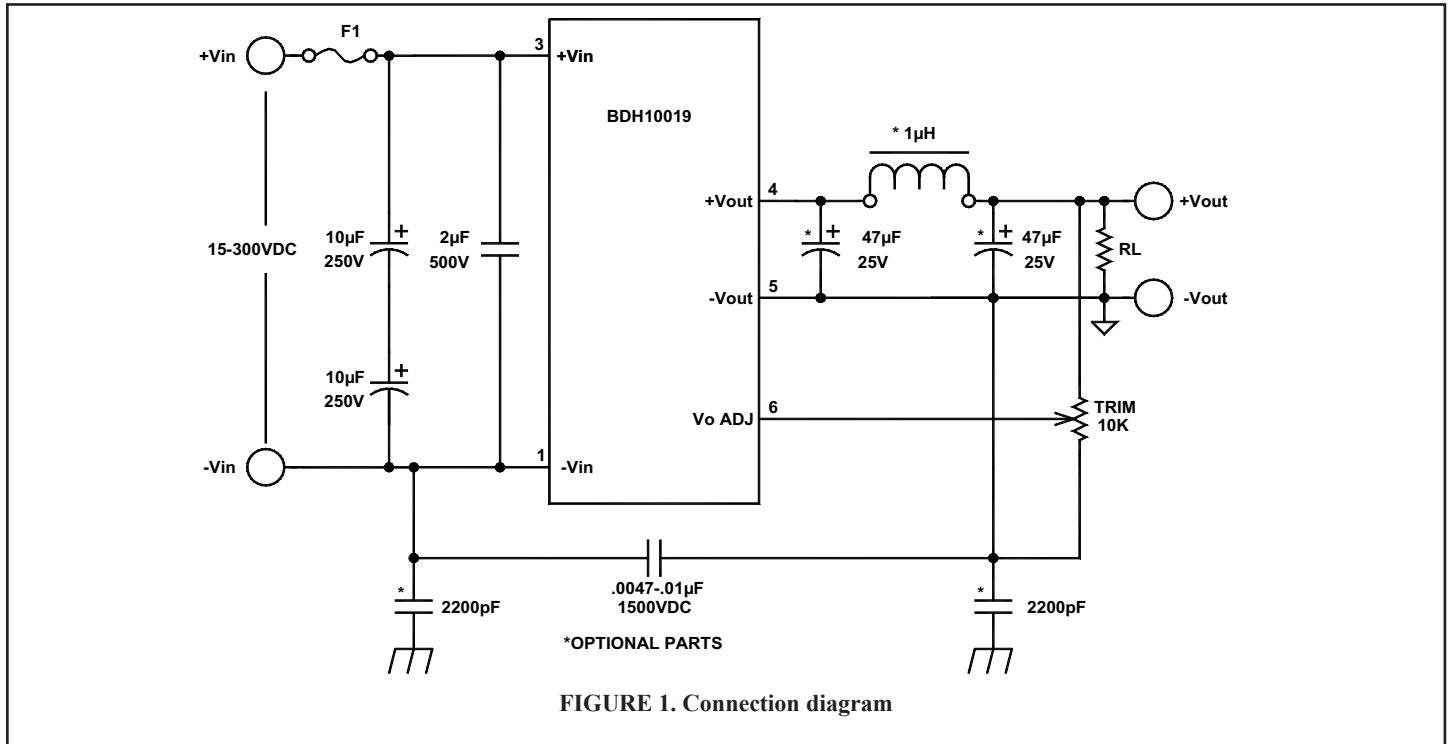 F1
+Vin
3
+Vin
BDH10019
* 1µH
4
+Vout
+Vout
15-300VDC
10µF
250V
+
2µF
500V
*
+
47µF
25V
*
+
47µF
25V
RL
5
-Vout
-Vout
10µF
250V
+
Vo ADJ
6
TRIM
10K
-Vin
1
-Vin
*
2200pF
.0047-.01µF
1500VDC
*
2200pF
*OPTIONAL PARTS
FIGURE 1. Connection diagram